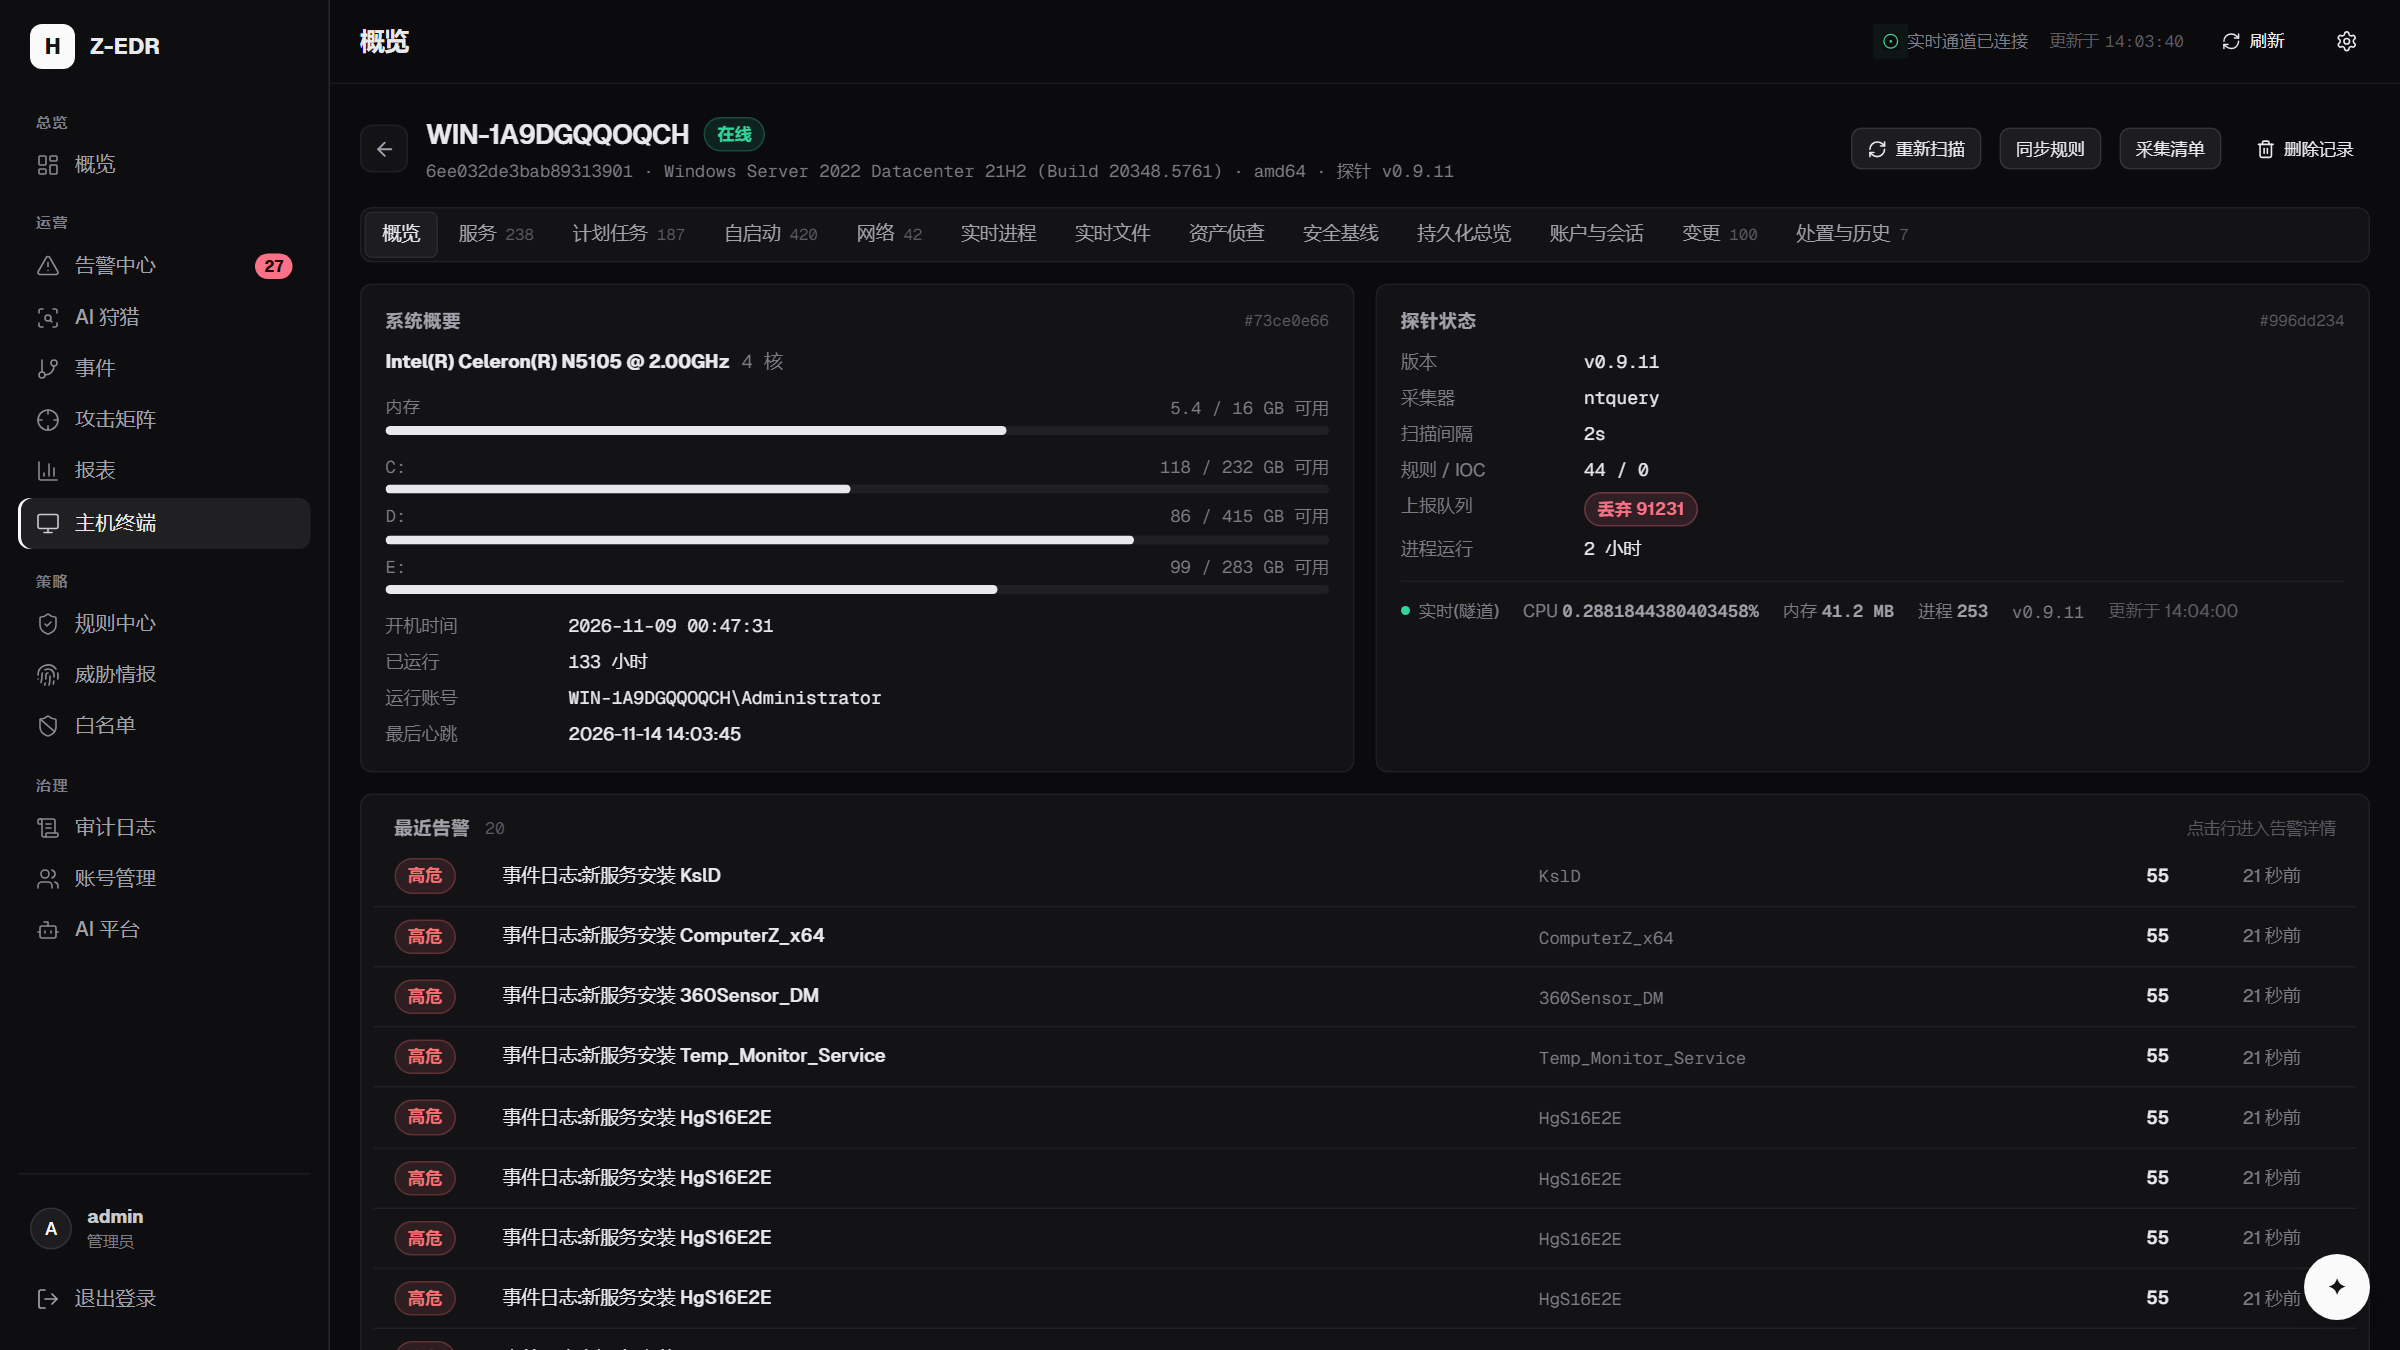 H Z-EDR
总览
概览
运营
告警中心 27
AI 狩猎
事件
攻击矩阵
报表
主机终端
策略
规则中心
威胁情报
白名单
治理
审计日志
账号管理
AI 平台
A admin
管理员
退出登录
概览
实时通道已连接 更新于 14:03:40 刷新
WIN-1A9DGQQOQCH 在线
6ee032de3bab89313901 · Windows Server 2022 Datacenter 21H2 (Build 20348.5761) · amd64 · 探针 v0.9.11
重新扫描 同步规则 采集清单 删除记录
概览 服务 238 计划任务 187 自启动 420 网络 42 实时进程 实时文件 资产侦查 安全基线 持久化总览 账户与会话 变更 100 处置与历史 7
系统概要 #73ce0e66
Intel(R) Celeron(R) N5105 @ 2.00GHz 4 核
内存 5.4 / 16 GB 可用
C: 118 / 232 GB 可用
D: 86 / 415 GB 可用
E: 99 / 283 GB 可用
开机时间 2026-11-09 00:47:31
已运行 133 小时
运行账号 WIN-1A9DGQQOQCH\Administrator
最后心跳 2026-11-14 14:03:45
探针状态 #996dd234
版本 v0.9.11
采集器 ntquery
扫描间隔 2s
规则 / IOC 44 / 0
上报队列 丢弃 91231
进程运行 2 小时
实时(隧道) CPU 0.2881844380403458% 内存 41.2 MB 进程 253 v0.9.11 更新于 14:04:00
最近告警 20 点击行进入告警详情
高危 事件日志:新服务安装 KslD KslD 55 21 秒前
高危 事件日志:新服务安装 ComputerZ_x64 ComputerZ_x64 55 21 秒前
高危 事件日志:新服务安装 360Sensor_DM 360Sensor_DM 55 21 秒前
高危 事件日志:新服务安装 Temp_Monitor_Service Temp_Monitor_Service 55 21 秒前
高危 事件日志:新服务安装 HgS16E2E HgS16E2E 55 21 秒前
高危 事件日志:新服务安装 HgS16E2E HgS16E2E 55 21 秒前
高危 事件日志:新服务安装 HgS16E2E HgS16E2E 55 21 秒前
高危 事件日志:新服务安装 HgS16E2E HgS16E2E 55 21 秒前